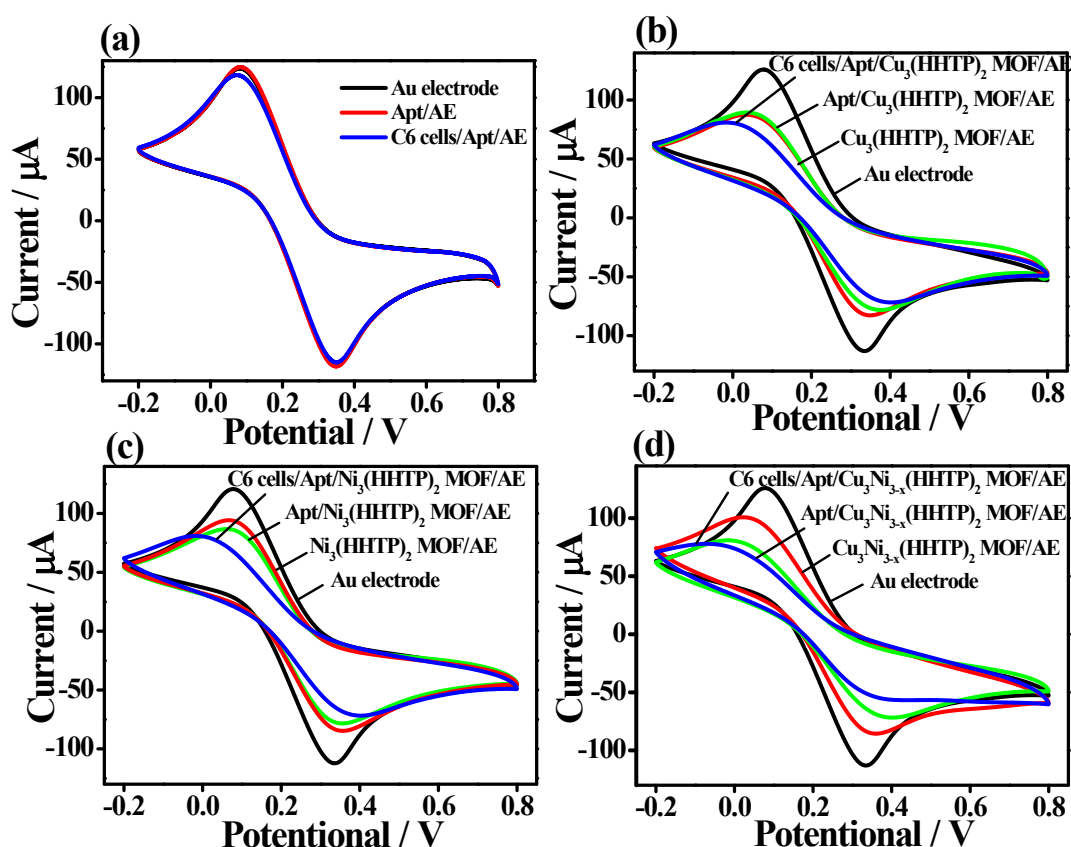 (a)
Au electrode
Apt/AE
C6 cells/Apt/AE
100
50
0
-50
-100
Current / μA
-0.2 0.0 0.2 0.4 0.6 0.8
Potential / V
(b)
C6 cells/Apt/Cu3(HHTP)2 MOF/AE
Apt/Cu3(HHTP)2 MOF/AE
Cu3(HHTP)2 MOF/AE
Au electrode
100
50
0
-50
-100
Current / μA
-0.2 0.0 0.2 0.4 0.6 0.8
Potentional / V
(c)
C6 cells/Apt/Ni3(HHTP)2 MOF/AE
Apt/Ni3(HHTP)2 MOF/AE
Ni3(HHTP)2 MOF/AE
Au electrode
100
50
0
-50
-100
Current / μA
-0.2 0.0 0.2 0.4 0.6 0.8
Potentional / V
(d)
C6 cells/Apt/Cu3Ni3-x(HHTP)2 MOF/AE
Apt/Cu3Ni3-x(HHTP)2 MOF/AE
Cu3Ni3-x(HHTP)2 MOF/AE
Au electrode
100
50
0
-50
-100
Current / μA
-0.2 0.0 0.2 0.4 0.6 0.8
Potentional / V